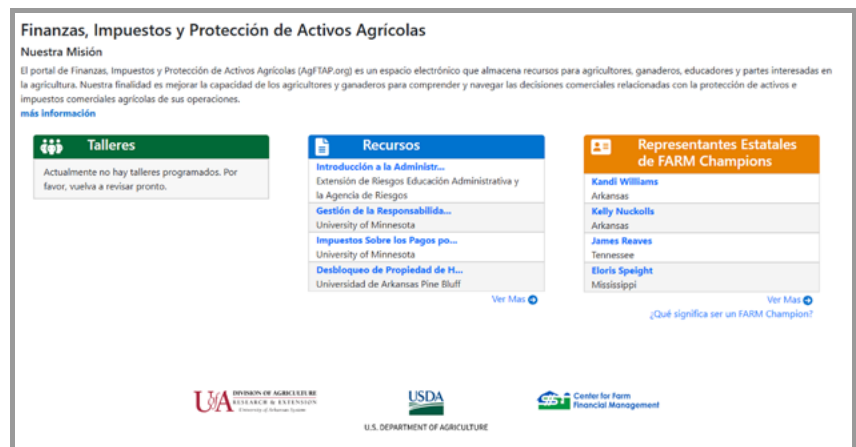 Finanzas, Impuestos y Protección de Activos Agrícolas
Nuestra Misión
El portal de Finanzas, Impuestos y Protección de Activos Agrícolas (AgFTAP.org) es un espacio electrónico que almacena recursos para agricultores, ganaderos, educadores y partes interesadas en
la agricultura. Nuestra finalidad es mejorar la capacidad de los agricultores y ganaderos para comprender y navegar las decisiones comerciales relacionadas con la protección de activos e
impuestos comerciales agrícolas de sus operaciones.
más información
Talleres
Actualmente no hay talleres programados. Por
favor, vuelva a revisar pronto.
Recursos
Introducción a la Administr...
Extensión de Riesgos Educación Administrativa y
la Agencia de Riesgos
Gestión de la Responsabilida...
University of Minnesota
Impuestos Sobre los Pagos po...
University of Minnesota
Desbloqueo de Propiedad de H...
Universidad de Arkansas Pine Bluff
Ver Mas
Representantes Estatales
de FARM Champions
Kandi Williams
Arkansas
Kelly Nuckolls
Arkansas
James Reaves
Tennessee
Eloris Speight
Mississippi
Ver Mas
¿Qué significa ser un FARM Champion?
UofA DIVISION OF AGRICULTURE
RESEARCH & EXTENSION
University of Arkansas System
USDA
U.S. DEPARTMENT OF AGRICULTURE
Center for Farm
Financial Management